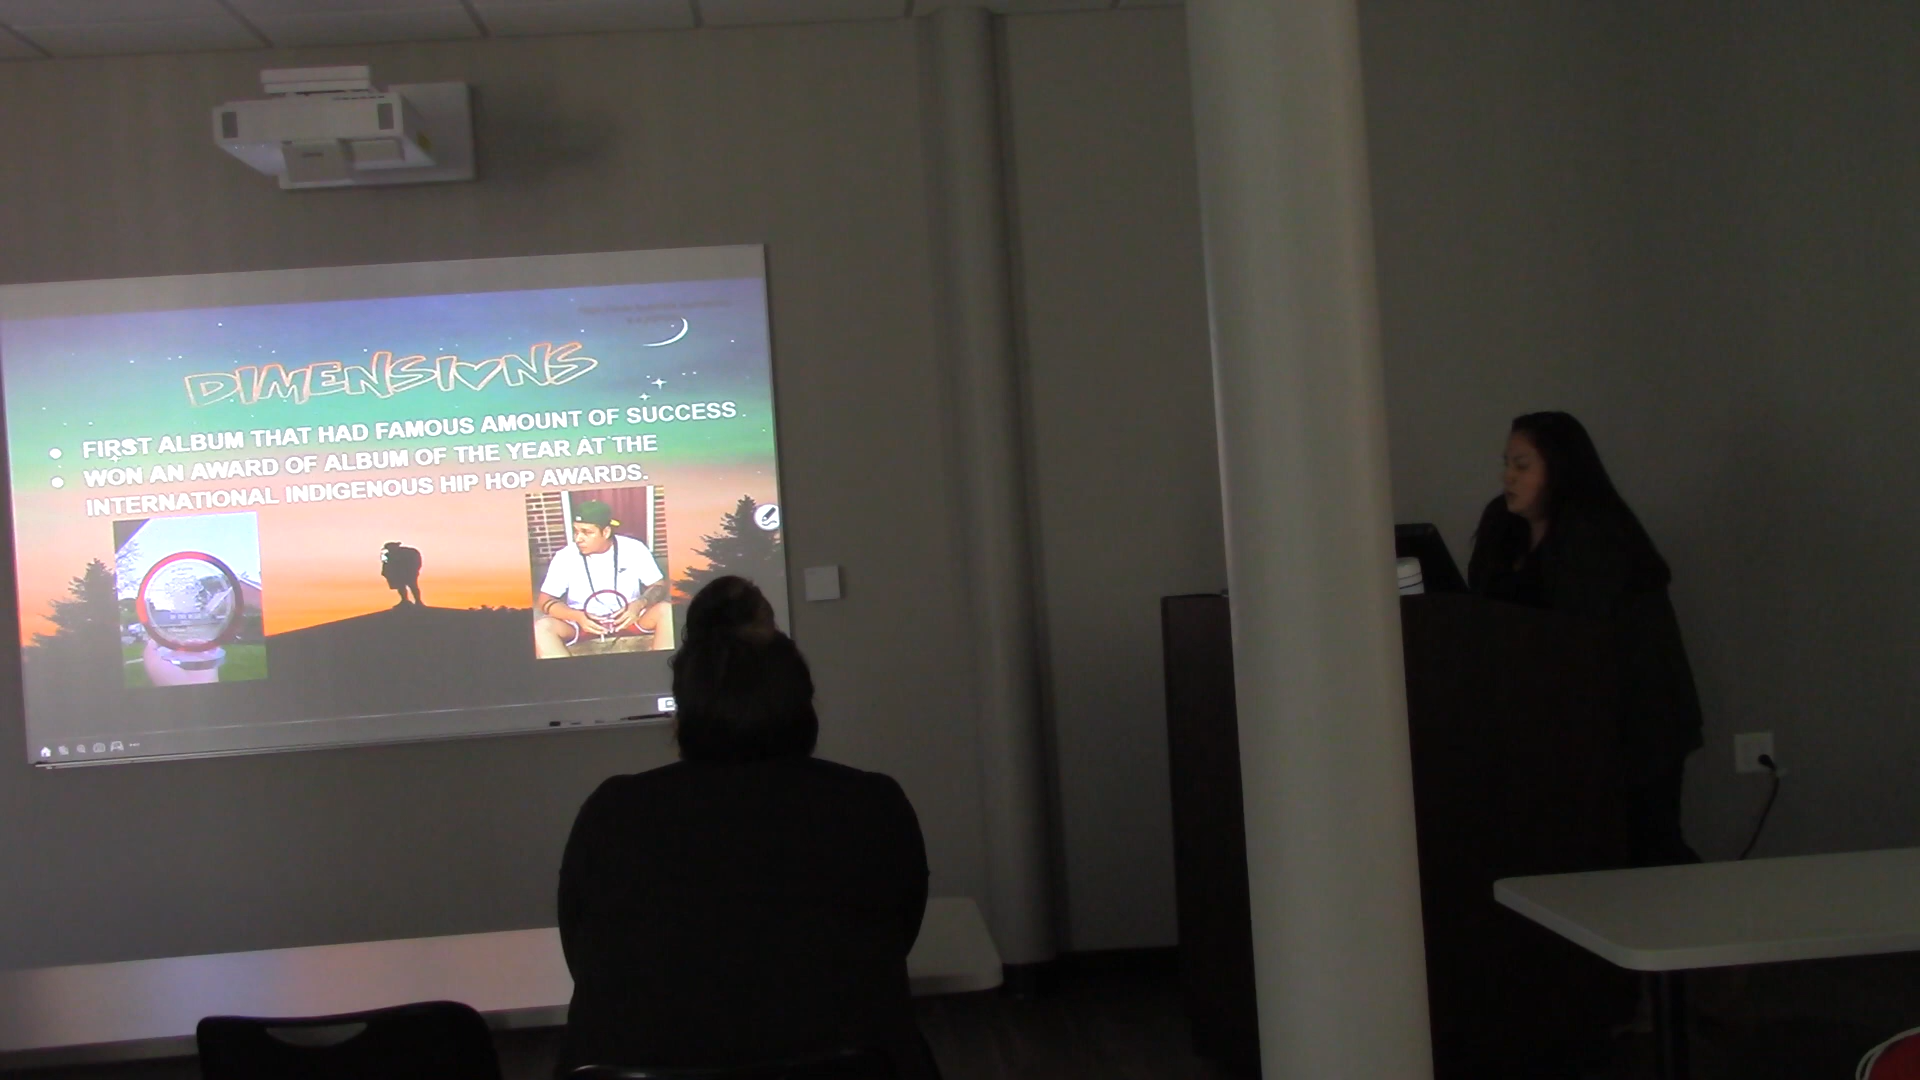 DIMENSIONS
FIRST ALBUM THAT HAD FAMOUS AMOUNT OF SUCCESS
WON AN AWARD OF ALBUM OF THE YEAR AT THE
INTERNATIONAL INDIGENOUS HIP HOP AWARDS.